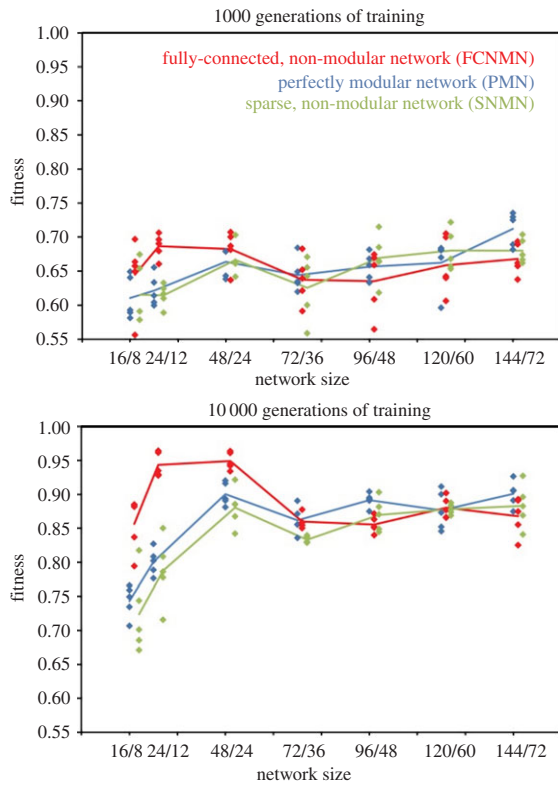 1000 generations of training
1.00
fully-connected, non-modular network (FCNMN)
0.95
perfectly modular network (PMN)
0.90
sparse, non-modular network (SNMN)
0.85
0.80
fitness
0.75
0.70
0.65
0.60
0.55
16/8 24/12 48/24 72/36 96/48 120/60 144/72
network size
10 000 generations of training
1.00
0.95
0.90
0.85
0.80
fitness
0.75
0.70
0.65
0.60
0.55
16/8 24/12 48/24 72/36 96/48 120/60 144/72
network size